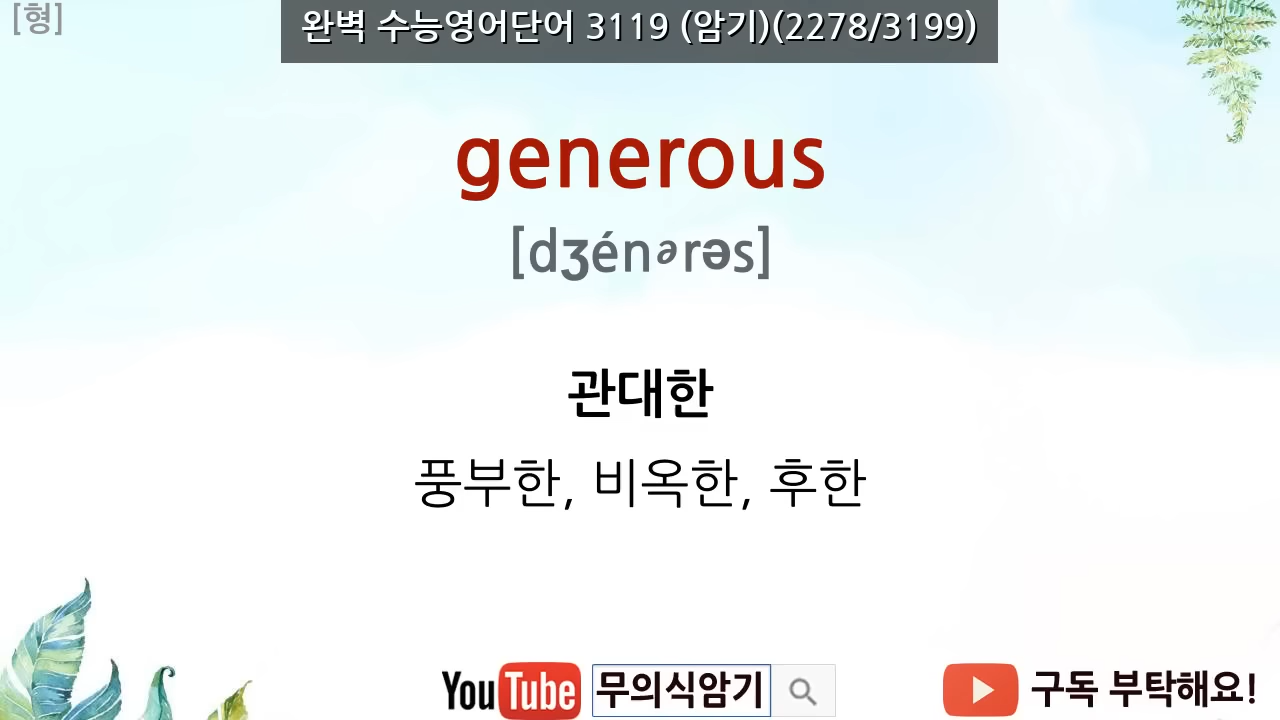 [형]
완벽 수능영어단어 3119 (암기)(2278/3199)
generous
[dʒénərəs]
관대한
풍부한, 비옥한, 후한
YouTube 무의식암기
구독 부탁해요!